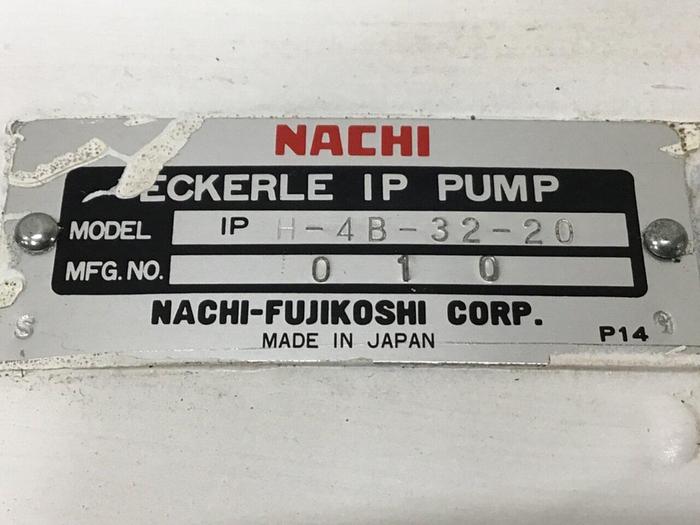 NACHI
ECKERLE IP PUMP
MODEL IP H-4B-32-20
MFG. NO. 0 1 0
NACHI-FUJIKOSHI CORP.
MADE IN JAPAN
S P14 9